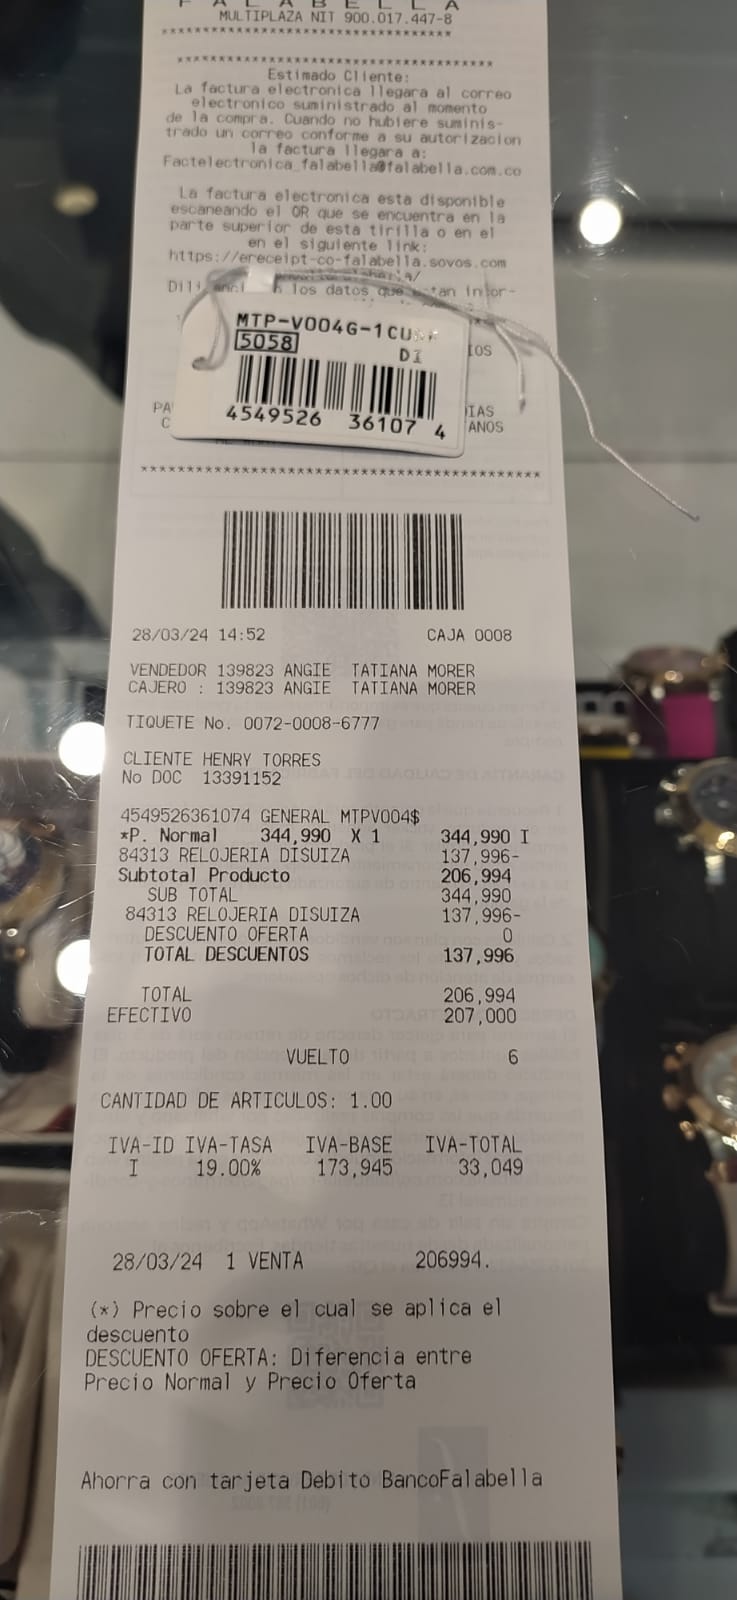 FALABELLA
MULTIPLAZA NIT 900.017.447-8
************************************
************************************
Estimado Cliente:
La factura electronica llegara al correo
electronico suministrado al momento
de la compra. Cuando no hubiere suminis-
trado un correo conforme a su autorizacion
la factura llegara a:
Factelectronica_falabella@falabella.com.co
La factura electronica esta disponible
escaneando el QR que se encuentra en la
parte superior de esta tirilla o en el
en el siguiente link:
https://ereceipt-co-falabella.sovos.com
los datos que
MTP-V004G-1CU
5058
DI
4549526 36107 4
****************************************
28/03/24 14:52 CAJA 0008
VENDEDOR 139823 ANGIE TATIANA MORER
CAJERO : 139823 ANGIE TATIANA MORER
TIQUETE No. 0072-0008-6777
CLIENTE HENRY TORRES
No DOC 13391152
4549526361074 GENERAL MTPV004$
*P. Normal 344,990 X 1 344,990 I
84313 RELOJERIA DISUIZA 137,996-
Subtotal Producto 206,994
SUB TOTAL 344,990
84313 RELOJERIA DISUIZA 137,996-
DESCUENTO OFERTA 0
TOTAL DESCUENTOS 137,996
TOTAL 206,994
EFECTIVO 207,000
VUELTO 6
CANTIDAD DE ARTICULOS: 1.00
IVA-ID IVA-TASA IVA-BASE IVA-TOTAL
I 19.00% 173,945 33,049
28/03/24 1 VENTA 206994.
(*) Precio sobre el cual se aplica el
descuento
DESCUENTO OFERTA: Diferencia entre
Precio Normal y Precio Oferta
Ahorra con tarjeta Debito BancoFalabella